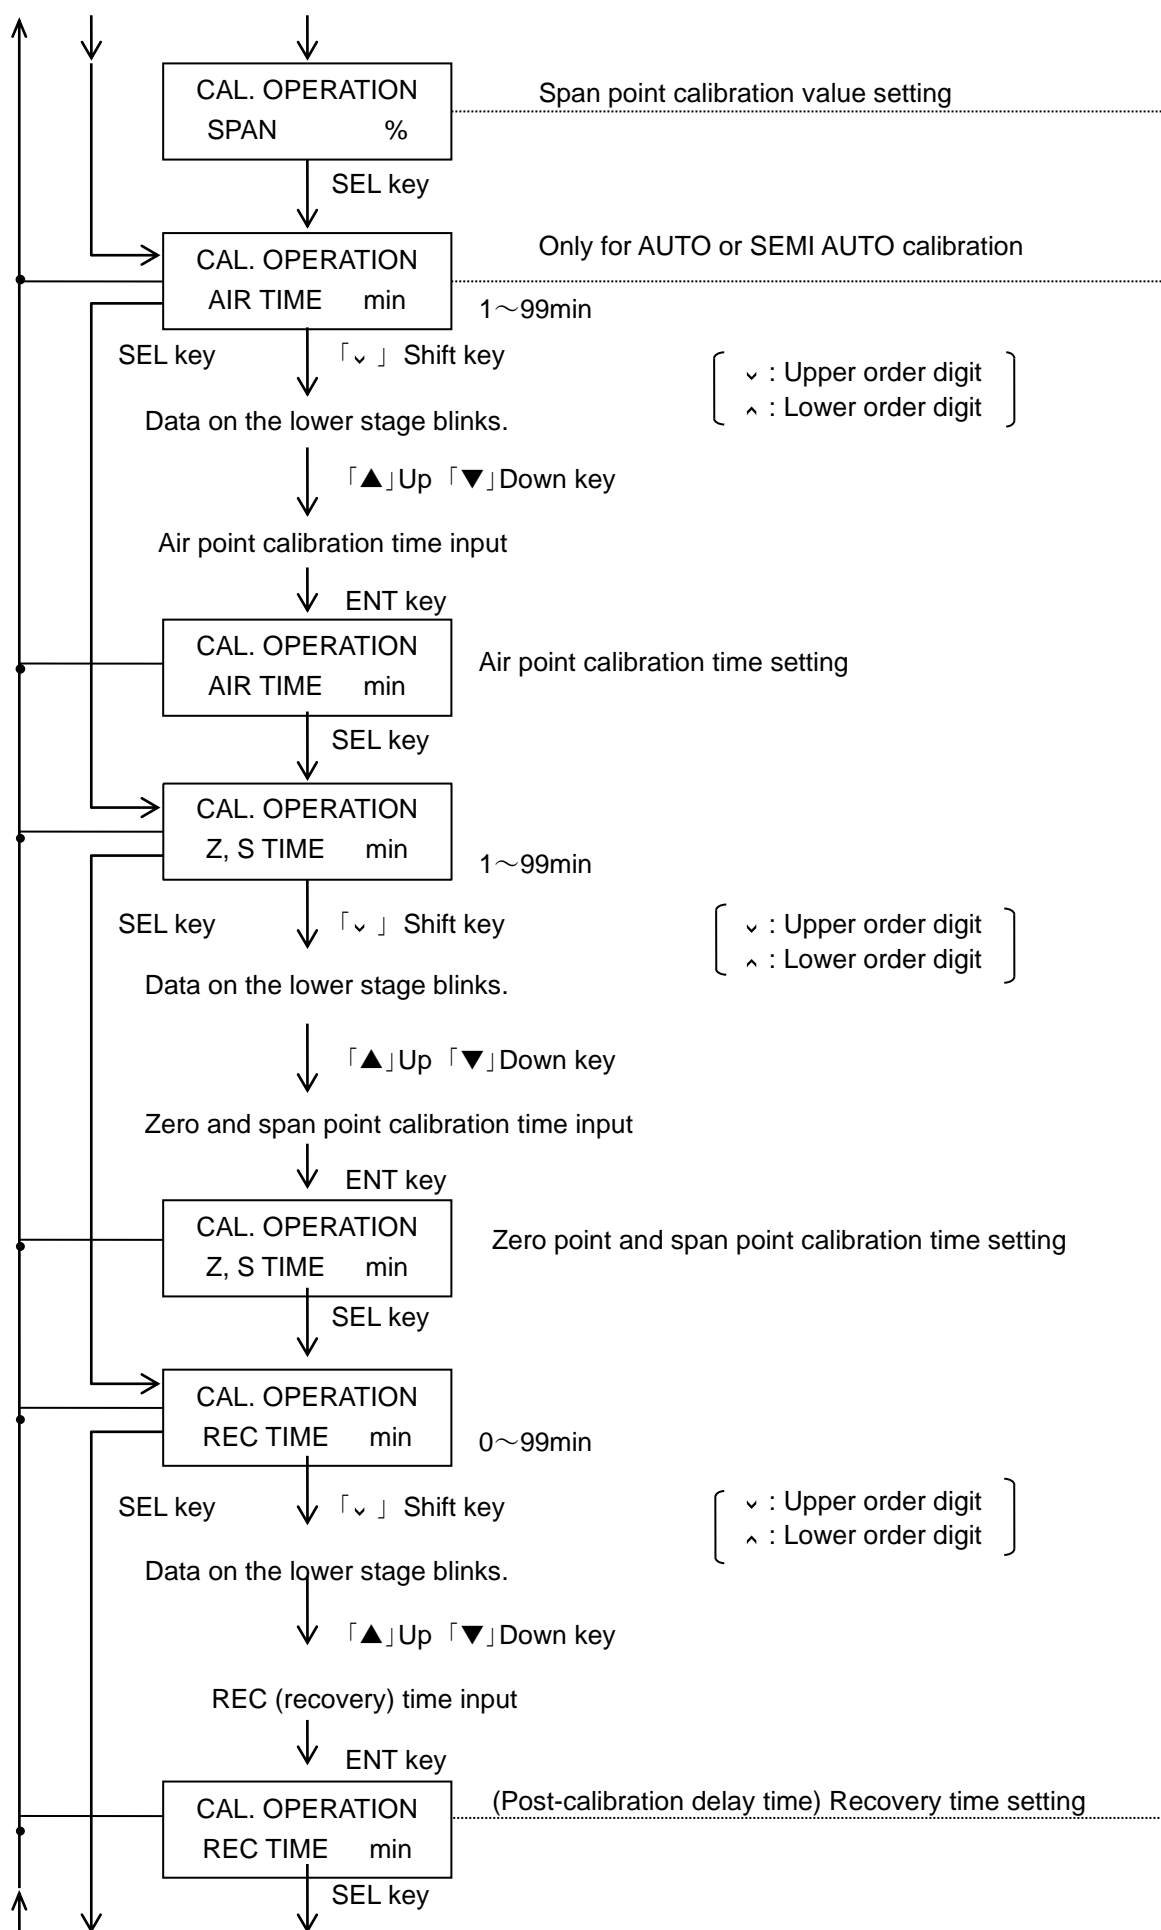 CAL. OPERATION
SPAN %
Span point calibration value setting
SEL key
CAL. OPERATION
AIR TIME min
Only for AUTO or SEMI AUTO calibration
1～99min
SEL key
「⌄」 Shift key
⌄ : Upper order digit
⌃ : Lower order digit
Data on the lower stage blinks.
「▲」Up 「▼」Down key
Air point calibration time input
ENT key
CAL. OPERATION
AIR TIME min
Air point calibration time setting
SEL key
CAL. OPERATION
Z, S TIME min
1～99min
SEL key
「⌄」 Shift key
⌄ : Upper order digit
⌃ : Lower order digit
Data on the lower stage blinks.
「▲」Up 「▼」Down key
Zero and span point calibration time input
ENT key
CAL. OPERATION
Z, S TIME min
Zero point and span point calibration time setting
SEL key
CAL. OPERATION
REC TIME min
0～99min
SEL key
「⌄」 Shift key
⌄ : Upper order digit
⌃ : Lower order digit
Data on the lower stage blinks.
「▲」Up 「▼」Down key
REC (recovery) time input
ENT key
CAL. OPERATION
REC TIME min
(Post-calibration delay time) Recovery time setting
SEL key